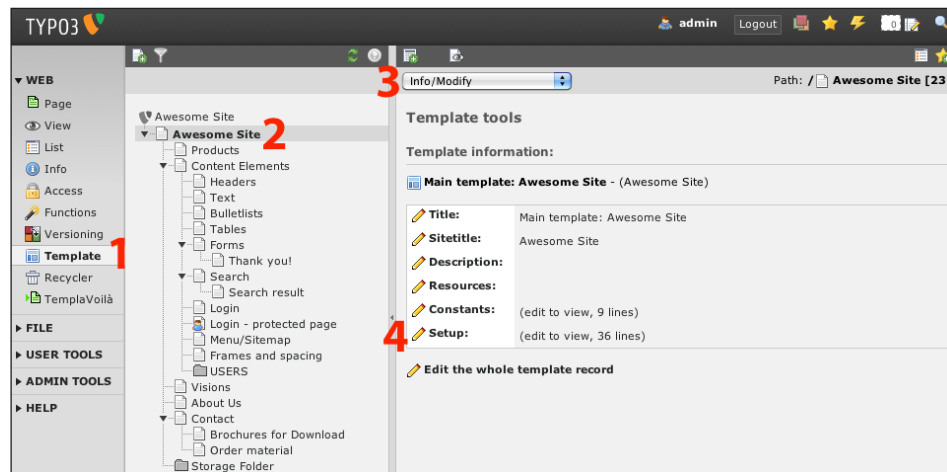 TYPO3
admin
Logout
0
WEB
Page
View
List
Info
Access
Functions
Versioning
Template
Recycler
TemplaVoilà
FILE
USER TOOLS
ADMIN TOOLS
HELP
1
Awesome Site
Awesome Site
2
Products
Content Elements
Headers
Text
Bulletlists
Tables
Forms
Thank you!
Search
Search result
Login
Login - protected page
Menu/Sitemap
Frames and spacing
USERS
Visions
About Us
Contact
Brochures for Download
Order material
Storage Folder
3
Info/Modify
Path: / Awesome Site [23
Template tools
Template information:
Main template: Awesome Site - (Awesome Site)
Title: Main template: Awesome Site
Sitetitle: Awesome Site
Description:
Resources:
Constants: (edit to view, 9 lines)
4
Setup: (edit to view, 36 lines)
Edit the whole template record